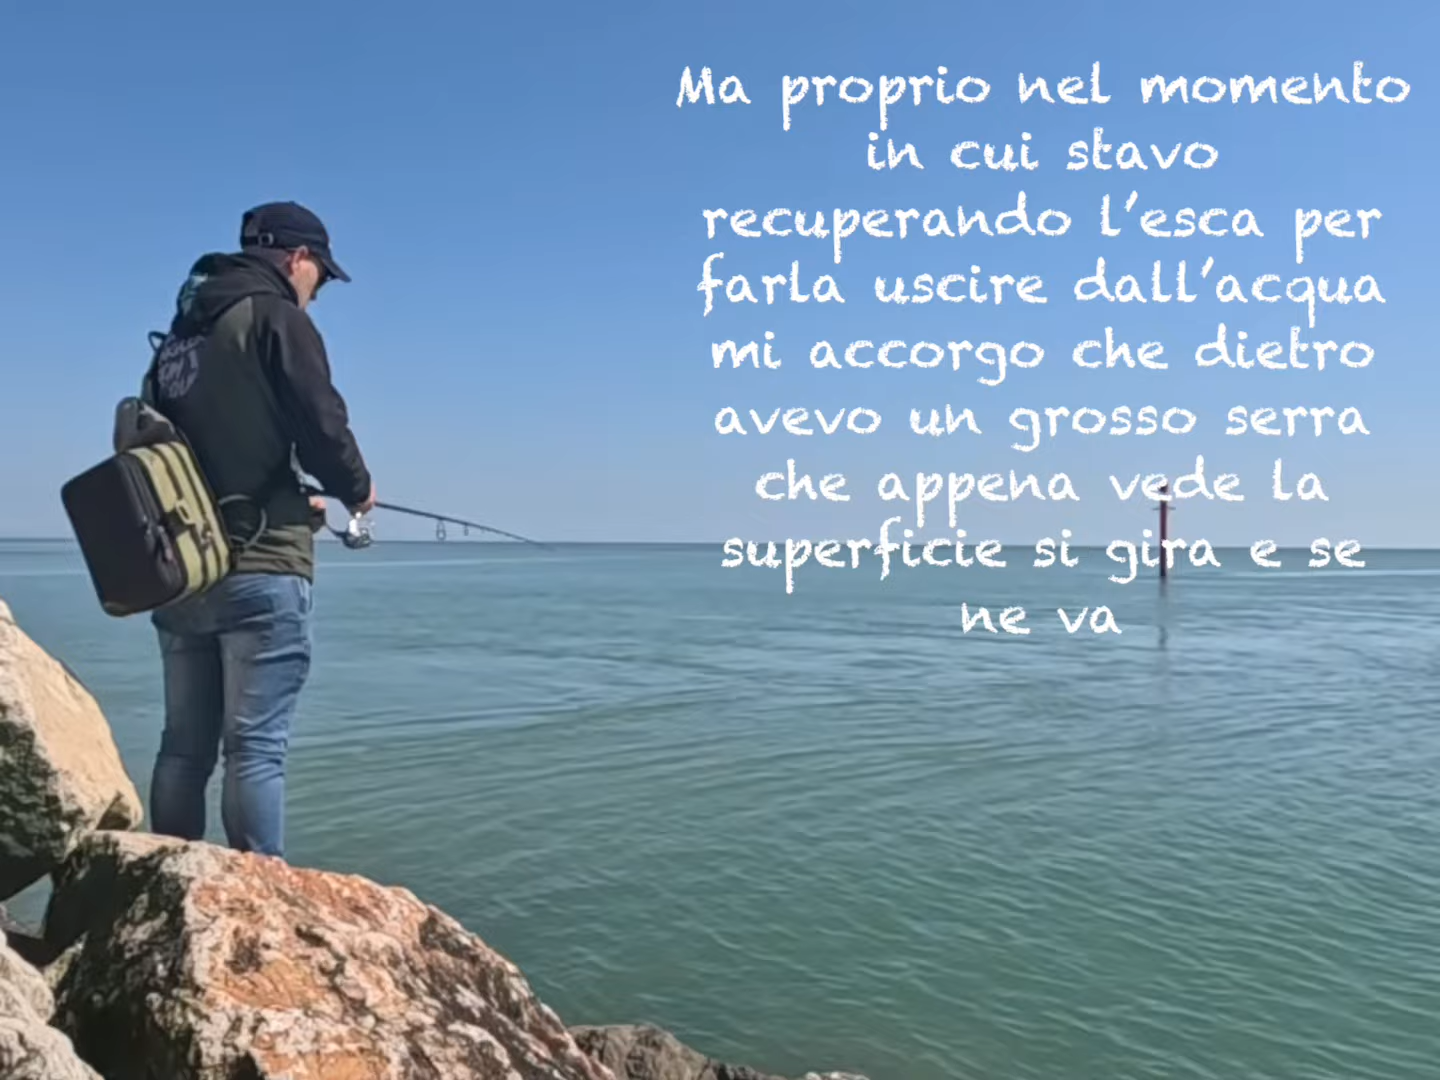 Ma proprio nel momento
in cui stavo
recuperando l'esca per
farla uscire dall'acqua
mi accorgo che dietro
avevo un grosso serra
che appena vede la
superficie si gira e se
ne va